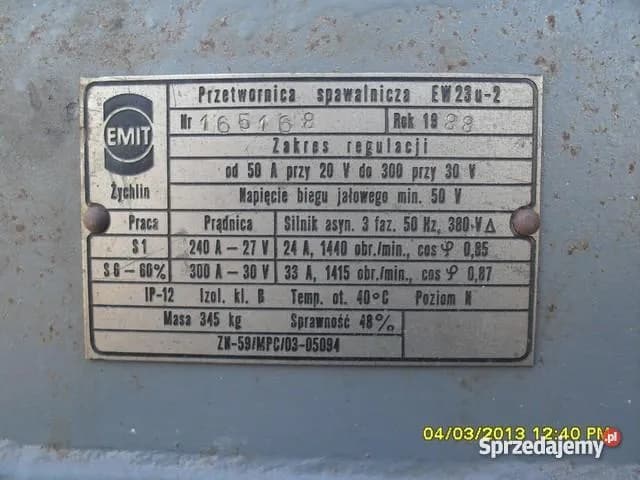 Przetwornica spawalnicza EW23u-2
EMIT
Żychlin
Nr 165168 Rok 1988
Zakres regulacji
od 50 A przy 20 V do 300 przy 30 V
Napięcie biegu jałowego min. 50 V
Praca Prądnica Silnik asyn. 3 faz. 50 Hz, 380 V Δ
S1 240 A – 27 V 24 A, 1440 obr./min., cos φ 0,85
S6 – 60% 300 A – 30 V 33 A, 1415 obr./min., cos φ 0,87
IP-12 Izol. kl. B Temp. ot. 40°C Poziom N
Masa 345 kg Sprawność 48%
ZN-59/MPC/03-05094
04/03/2013 12:40 PM
Sprzedajemy.pl